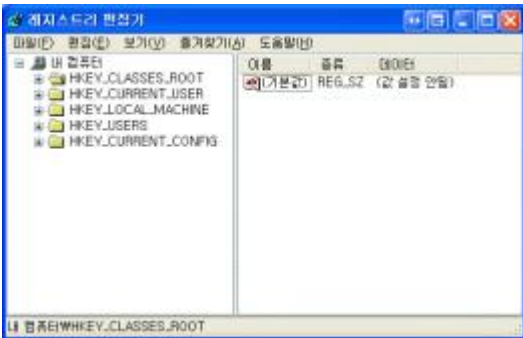 레지스트리 편집기
파일(F) 편집(E) 보기(V) 즐겨찾기(A) 도움말(H)
내 컴퓨터
HKEY_CLASSES_ROOT
HKEY_CURRENT_USER
HKEY_LOCAL_MACHINE
HKEY_USERS
HKEY_CURRENT_CONFIG
이름 종류 데이터
ab (기본값) REG_SZ (값 설정 안됨)
내 컴퓨터₩HKEY_CLASSES_ROOT